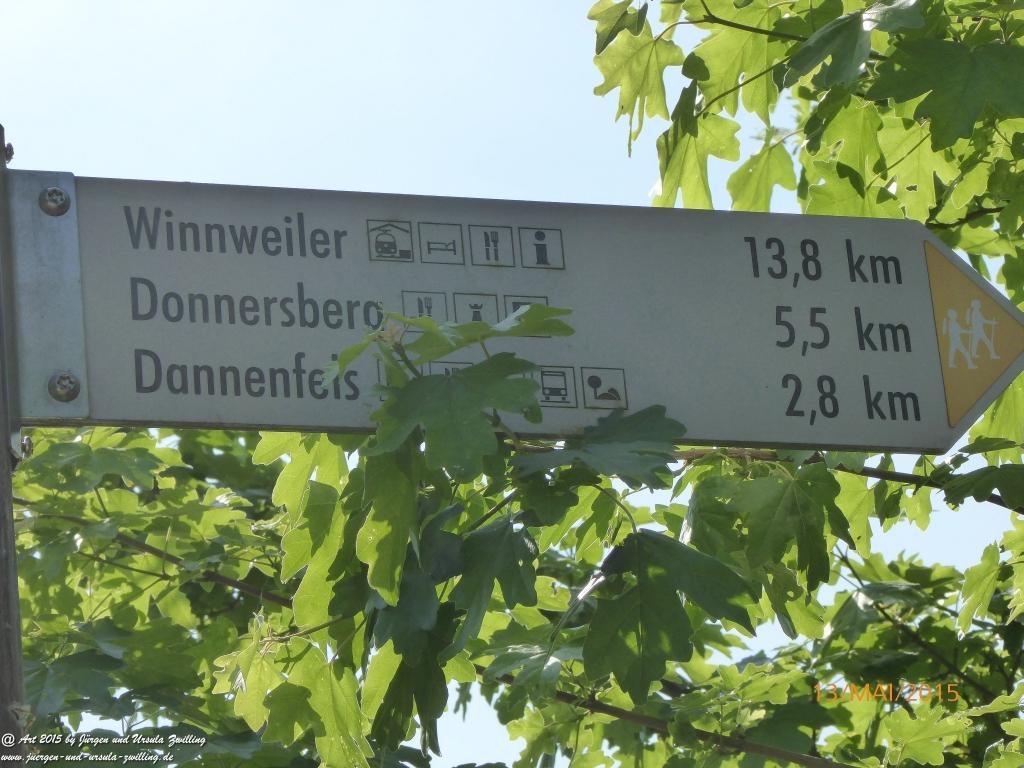 Winnweiler 13,8 km
Donnersberg 5,5 km
Dannenfels 2,8 km
13/MAI/2015
@ Art 2015 by Jürgen und Ursula Zwilling
www.juergen-und-ursula-zwilling.de